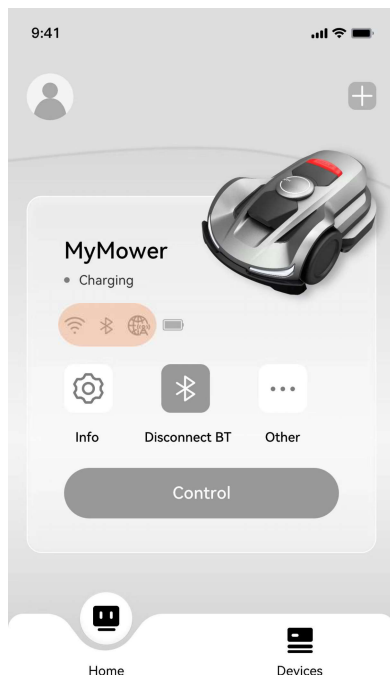 9:41
MyMower
Charging
Info
Disconnect BT
Other
Control
Home
Devices